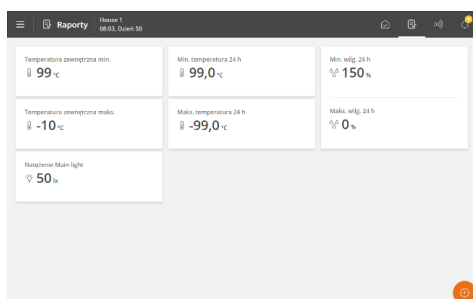 Raporty
House 1
08:03, Dzień 50
Temperatura zewnętrzna min.
99 °C
Min. temperatura 24 h
99,0 °C
Min. wilg. 24 h
150 %
Temperatura zewnętrzna maks.
-10 °C
Maks. temperatura 24 h
-99,0 °C
Maks. wilg. 24 h
0 %
Natężenie Main light
50 lx